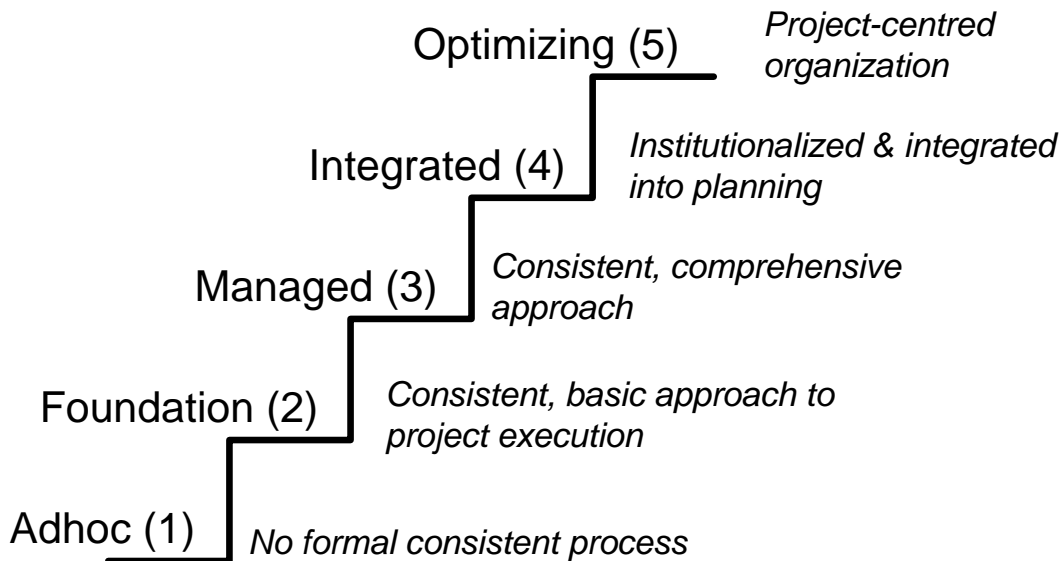 Optimizing (5)
Project-centred
organization
Integrated (4)
Institutionalized & integrated
into planning
Managed (3)
Consistent, comprehensive
approach
Foundation (2)
Consistent, basic approach to
project execution
Adhoc (1)
No formal consistent process